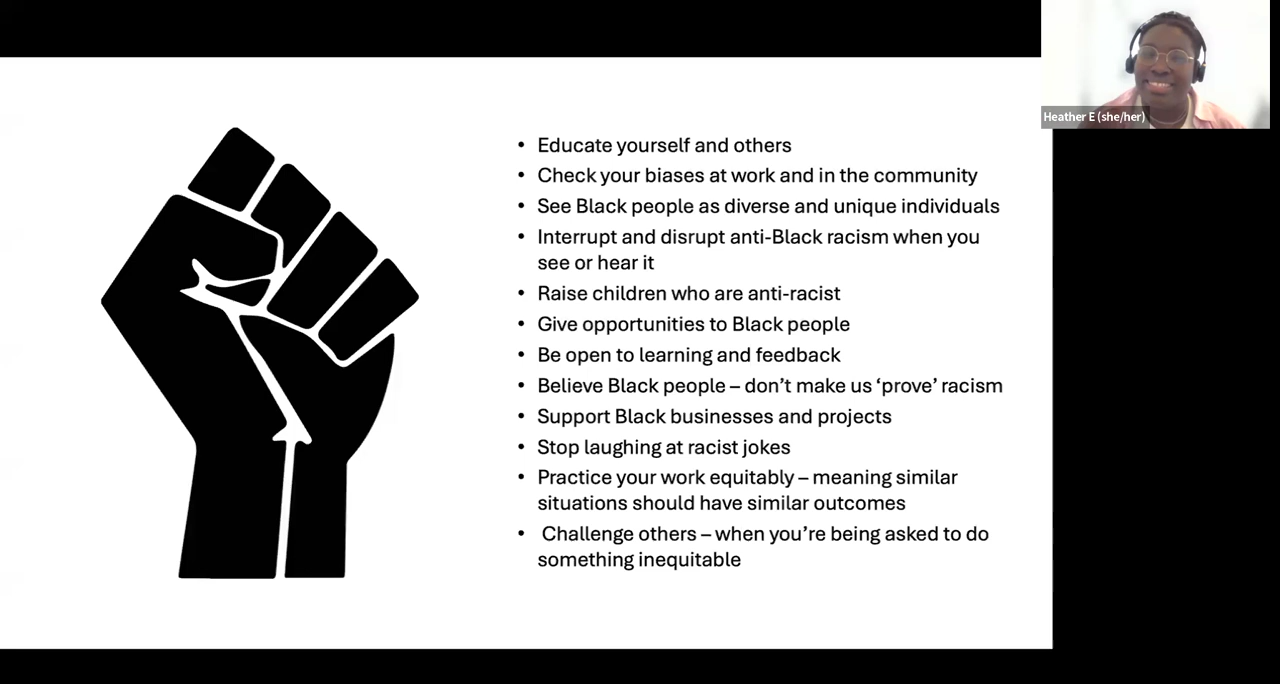 Heather E (she/her)
• Educate yourself and others
• Check your biases at work and in the community
• See Black people as diverse and unique individuals
• Interrupt and disrupt anti-Black racism when you
see or hear it
• Raise children who are anti-racist
• Give opportunities to Black people
• Be open to learning and feedback
• Believe Black people – don’t make us ‘prove’ racism
• Support Black businesses and projects
• Stop laughing at racist jokes
• Practice your work equitably – meaning similar
situations should have similar outcomes
• Challenge others – when you’re being asked to do
something inequitable